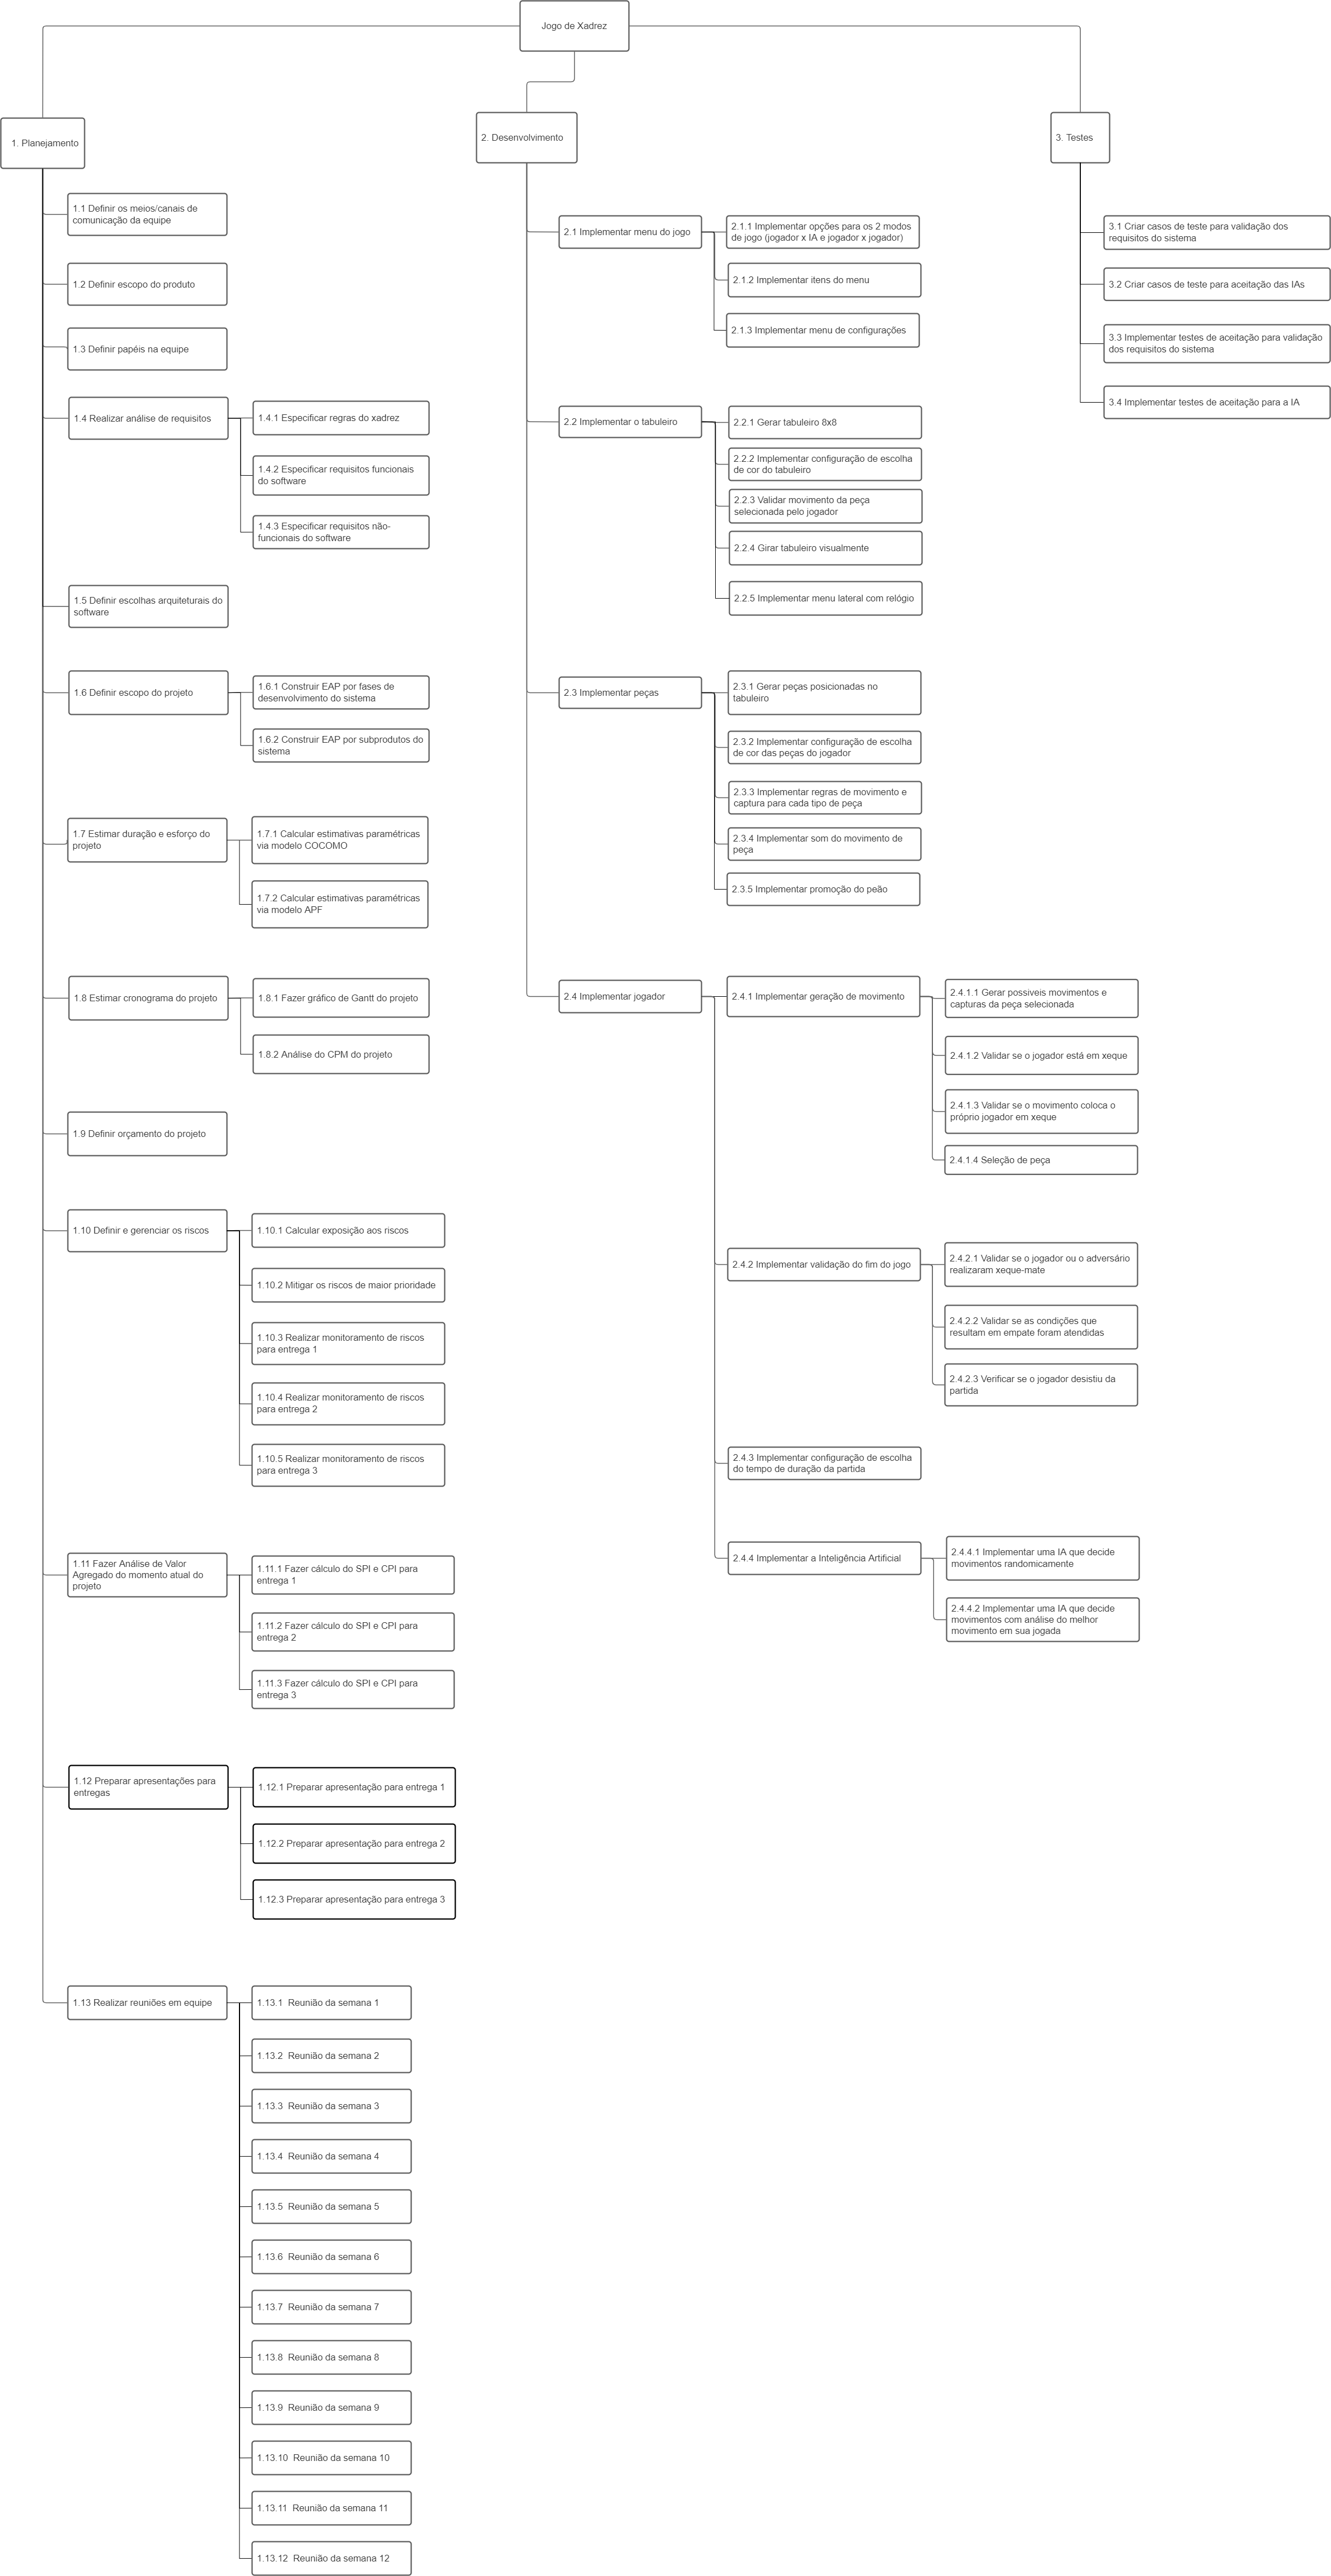 Jogo de Xadrez
1. Planejamento
1.1 Definir os meios/canais de
comunicação da equipe
1.2 Definir escopo do produto
1.3 Definir papéis na equipe
1.4 Realizar análise de requisitos
1.4.1 Especificar regras do xadrez
1.4.2 Especificar requisitos funcionais
do software
1.4.3 Especificar requisitos não-
funcionais do software
1.5 Definir escolhas arquiteturais do
software
1.6 Definir escopo do projeto
1.6.1 Construir EAP por fases de
desenvolvimento do sistema
1.6.2 Construir EAP por subprodutos do
sistema
1.7 Estimar duração e esforço do
projeto
1.7.1 Calcular estimativas paramétricas
via modelo COCOMO
1.7.2 Calcular estimativas paramétricas
via modelo APF
1.8 Estimar cronograma do projeto
1.8.1 Fazer gráfico de Gantt do projeto
1.8.2 Análise do CPM do projeto
1.9 Definir orçamento do projeto
1.10 Definir e gerenciar os riscos
1.10.1 Calcular exposição aos riscos
1.10.2 Mitigar os riscos de maior prioridade
1.10.3 Realizar monitoramento de riscos
para entrega 1
1.10.4 Realizar monitoramento de riscos
para entrega 2
1.10.5 Realizar monitoramento de riscos
para entrega 3
1.11 Fazer Análise de Valor
Agregado do momento atual do
projeto
1.11.1 Fazer cálculo do SPI e CPI para
entrega 1
1.11.2 Fazer cálculo do SPI e CPI para
entrega 2
1.11.3 Fazer cálculo do SPI e CPI para
entrega 3
1.12 Preparar apresentações para
entregas
1.12.1 Preparar apresentação para entrega 1
1.12.2 Preparar apresentação para entrega 2
1.12.3 Preparar apresentação para entrega 3
1.13 Realizar reuniões em equipe
1.13.1  Reunião da semana 1
1.13.2  Reunião da semana 2
1.13.3  Reunião da semana 3
1.13.4  Reunião da semana 4
1.13.5  Reunião da semana 5
1.13.6  Reunião da semana 6
1.13.7  Reunião da semana 7
1.13.8  Reunião da semana 8
1.13.9  Reunião da semana 9
1.13.10  Reunião da semana 10
1.13.11  Reunião da semana 11
1.13.12  Reunião da semana 12
2. Desenvolvimento
2.1 Implementar menu do jogo
2.1.1 Implementar opções para os 2 modos
de jogo (jogador x IA e jogador x jogador)
2.1.2 Implementar itens do menu
2.1.3 Implementar menu de configurações
2.2 Implementar o tabuleiro
2.2.1 Gerar tabuleiro 8x8
2.2.2 Implementar configuração de escolha
de cor do tabuleiro
2.2.3 Validar movimento da peça
selecionada pelo jogador
2.2.4 Girar tabuleiro visualmente
2.2.5 Implementar menu lateral com relógio
2.3 Implementar peças
2.3.1 Gerar peças posicionadas no
tabuleiro
2.3.2 Implementar configuração de escolha
de cor das peças do jogador
2.3.3 Implementar regras de movimento e
captura para cada tipo de peça
2.3.4 Implementar som do movimento de
peça
2.3.5 Implementar promoção do peão
2.4 Implementar jogador
2.4.1 Implementar geração de movimento
2.4.1.1 Gerar possiveis movimentos e
capturas da peça selecionada
2.4.1.2 Validar se o jogador está em xeque
2.4.1.3 Validar se o movimento coloca o
próprio jogador em xeque
2.4.1.4 Seleção de peça
2.4.2 Implementar validação do fim do jogo
2.4.2.1 Validar se o jogador ou o adversário
realizaram xeque-mate
2.4.2.2 Validar se as condições que
resultam em empate foram atendidas
2.4.2.3 Verificar se o jogador desistiu da
partida
2.4.3 Implementar configuração de escolha
do tempo de duração da partida
2.4.4 Implementar a Inteligência Artificial
2.4.4.1 Implementar uma IA que decide
movimentos randomicamente
2.4.4.2 Implementar uma IA que decide
movimentos com análise do melhor
movimento em sua jogada
3. Testes
3.1 Criar casos de teste para validação dos
requisitos do sistema
3.2 Criar casos de teste para aceitação das IAs
3.3 Implementar testes de aceitação para validação
dos requisitos do sistema
3.4 Implementar testes de aceitação para a IA